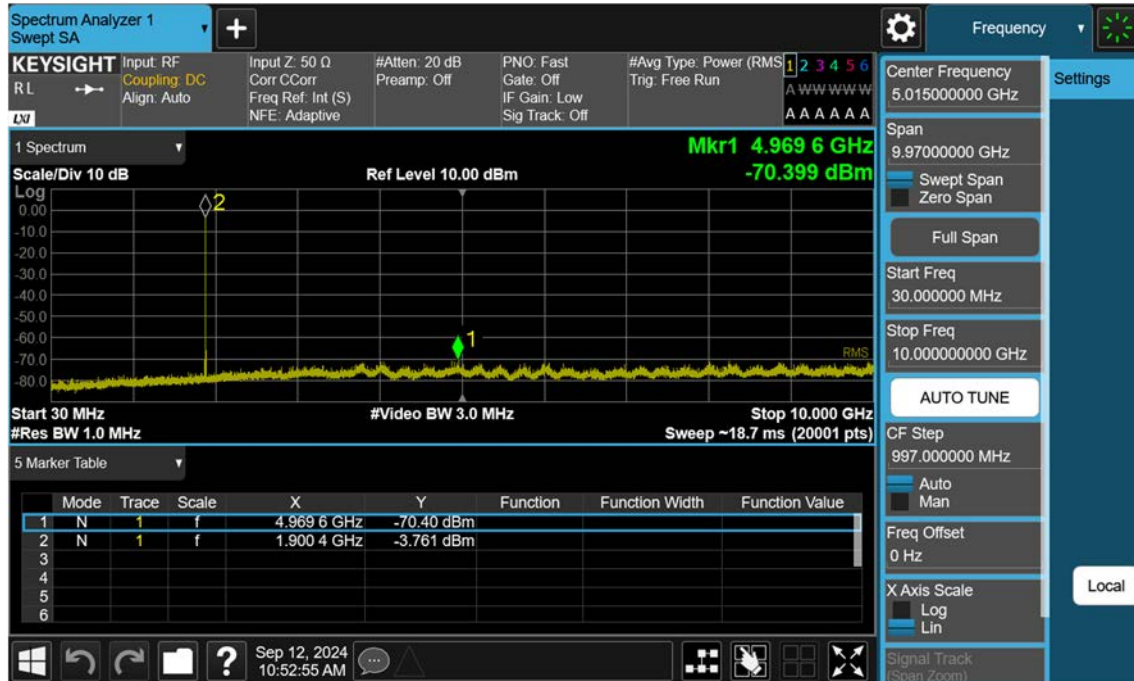 Spectrum Analyzer 1
Swept SA
+
Frequency
KEYSIGHT
R L
LXI
Input: RF
Coupling: DC
Align: Auto
Input Z: 50 Ω
Corr CCorr
Freq Ref: Int (S)
NFE: Adaptive
#Atten: 20 dB
Preamp: Off
PNO: Fast
Gate: Off
IF Gain: Low
Sig Track: Off
#Avg Type: Power (RMS
Trig: Free Run
1 2 3 4 5 6
A W W W W W
A A A A A A
1 Spectrum
Mkr1 4.969 6 GHz
-70.399 dBm
Scale/Div 10 dB
Ref Level 10.00 dBm
Log
0.00
-10.0
-20.0
-30.0
-40.0
-50.0
-60.0
-70.0
-80.0
2
1
RMS
Start 30 MHz
#Video BW 3.0 MHz
Stop 10.000 GHz
#Res BW 1.0 MHz
Sweep ~18.7 ms (20001 pts)
5 Marker Table
Mode Trace Scale X Y Function Function Width Function Value
1 N 1 f 4.969 6 GHz -70.40 dBm
2 N 1 f 1.900 4 GHz -3.761 dBm
3
4
5
6
?
Sep 12, 2024
10:52:55 AM
Center Frequency
5.015000000 GHz
Span
9.97000000 GHz
Swept Span
Zero Span
Full Span
Start Freq
30.000000 MHz
Stop Freq
10.000000000 GHz
AUTO TUNE
CF Step
997.000000 MHz
Auto
Man
Freq Offset
0 Hz
X Axis Scale
Log
Lin
Signal Track
(Span Zoom)
Settings
Local